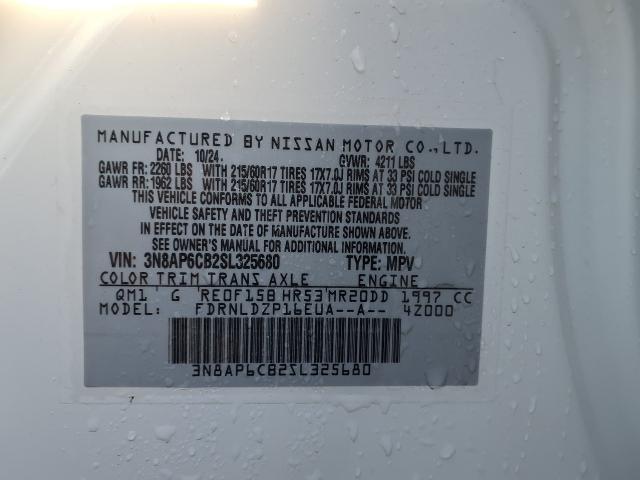 MANUFACTURED BY NISSAN MOTOR CO.,LTD.
DATE: 10/24. GVWR: 4211 LBS
GAWR FR: 2260 LBS WITH 215/60R17 TIRES 17X7.0J RIMS AT 33 PSI COLD SINGLE
GAWR RR: 1962 LBS WITH 215/60R17 TIRES 17X7.0J RIMS AT 33 PSI COLD SINGLE
THIS VEHICLE CONFORMS TO ALL APPLICABLE FEDERAL MOTOR
VEHICLE SAFETY AND THEFT PREVENTION STANDARDS
IN EFFECT ON THE DATE OF MANUFACTURE SHOWN ABOVE.
SEE OWNER'S MANUAL FOR ADDITIONAL INFORMATION.
VIN: 3N8AP6CB2SL325680 TYPE: MPV
COLOR TRIM TRANS AXLE ENGINE
QM1 G RE0F15B HR53 MR20DD 1997 CC
MODEL FDRNLDZP16EUA--A-- 4Z000
3N8AP6CB2SL325680